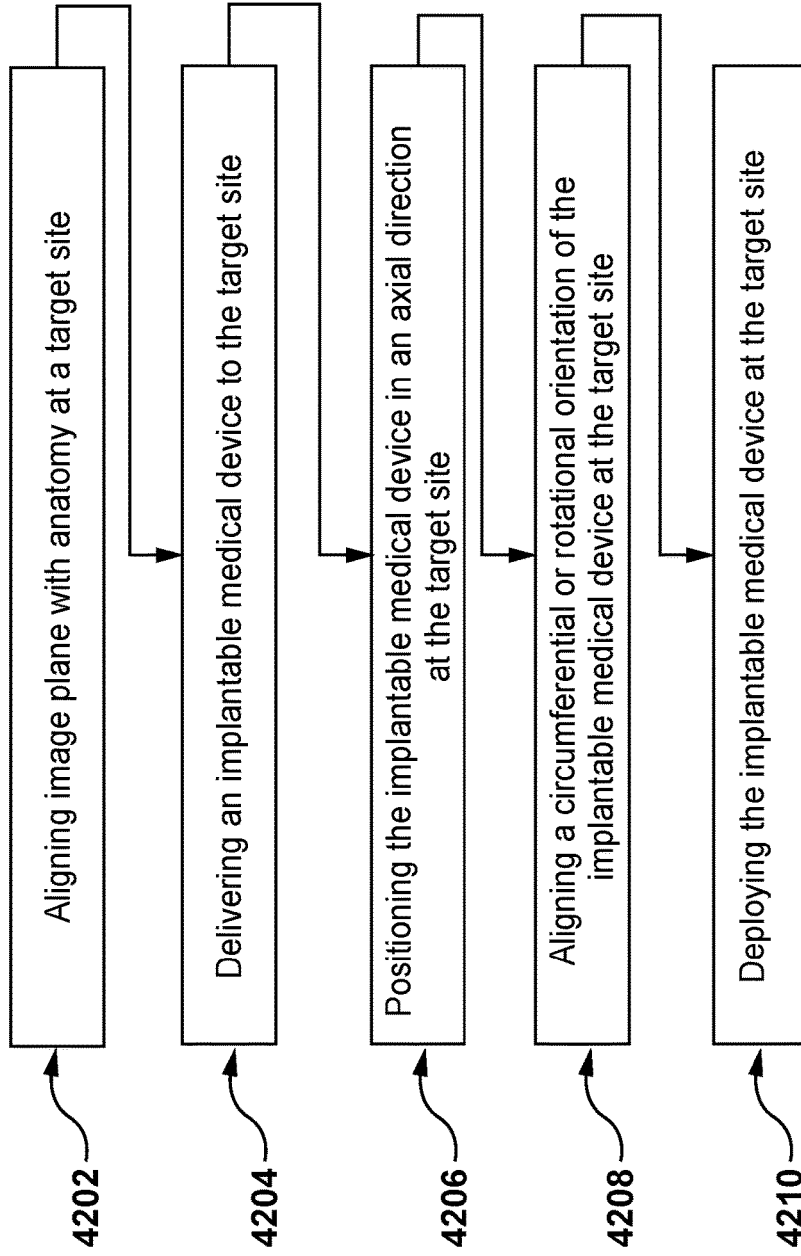 4202
Aligning image plane with anatomy at a target site
4204
Delivering an implantable medical device to the target site
4206
Positioning the implantable medical device in an axial direction
at the target site
4208
Aligning a circumferential or rotational orientation of the
implantable medical device at the target site
4210
Deploying the implantable medical device at the target site